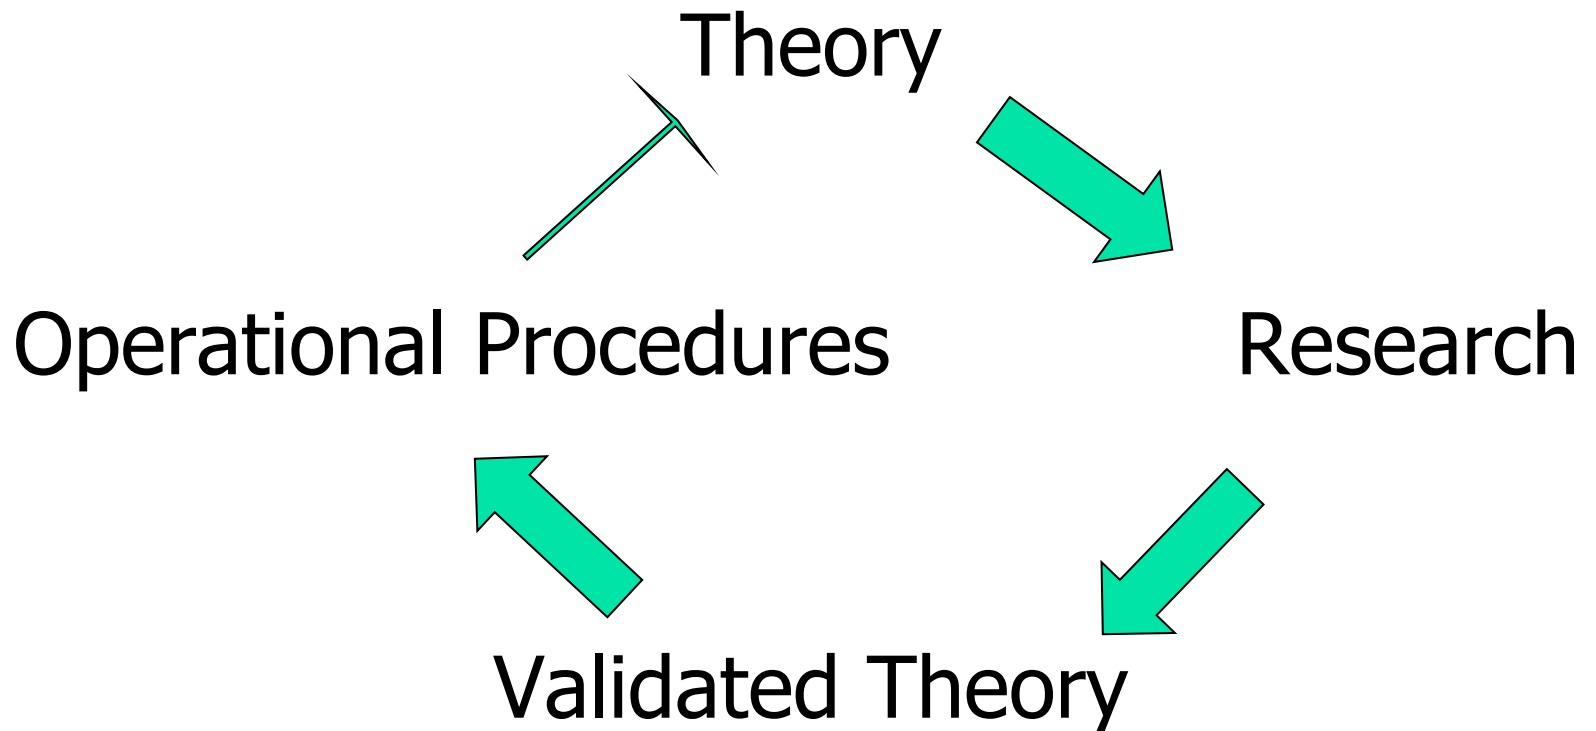 Theory
Operational Procedures
Research
Validated Theory